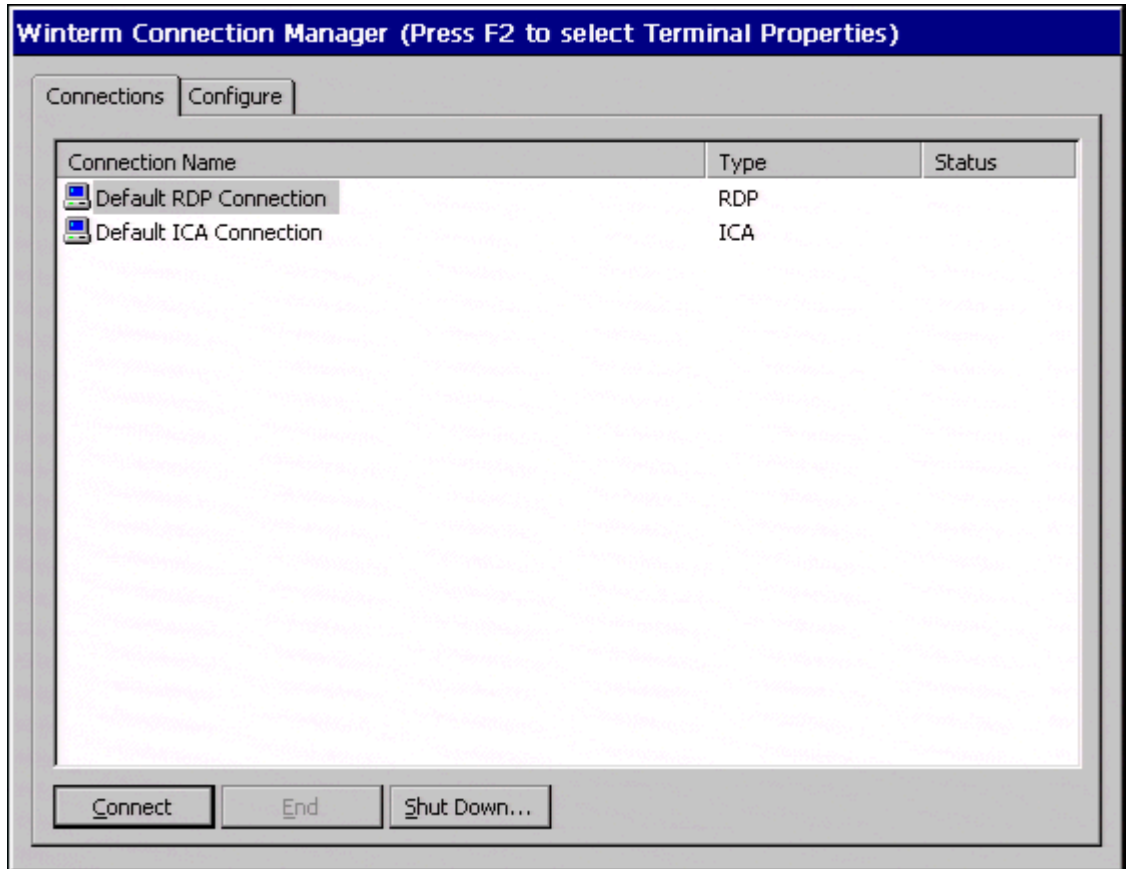 Winterm Connection Manager (Press F2 to select Terminal Properties)
Connections Configure
Connection Name Type Status
Default RDP Connection RDP
Default ICA Connection ICA
Connect End Shut Down...